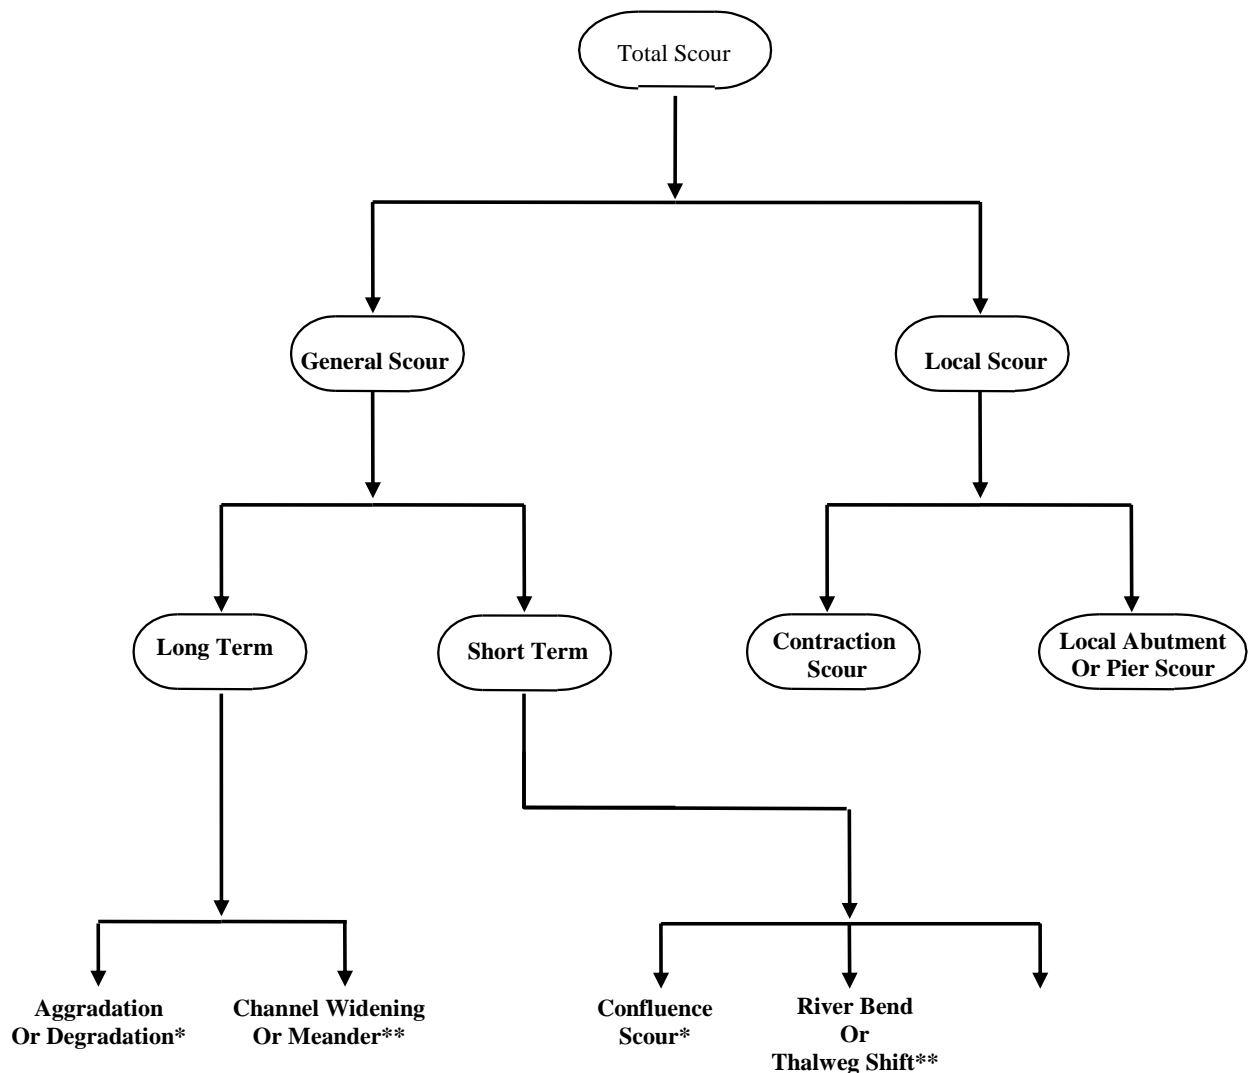 Total Scour
General Scour
Local Scour
Long Term
Short Term
Contraction
Scour
Local Abutment
Or Pier Scour
Aggradation
Or Degradation*
Channel Widening
Or Meander**
Confluence
Scour*
River Bend
Or
Thalweg Shift**